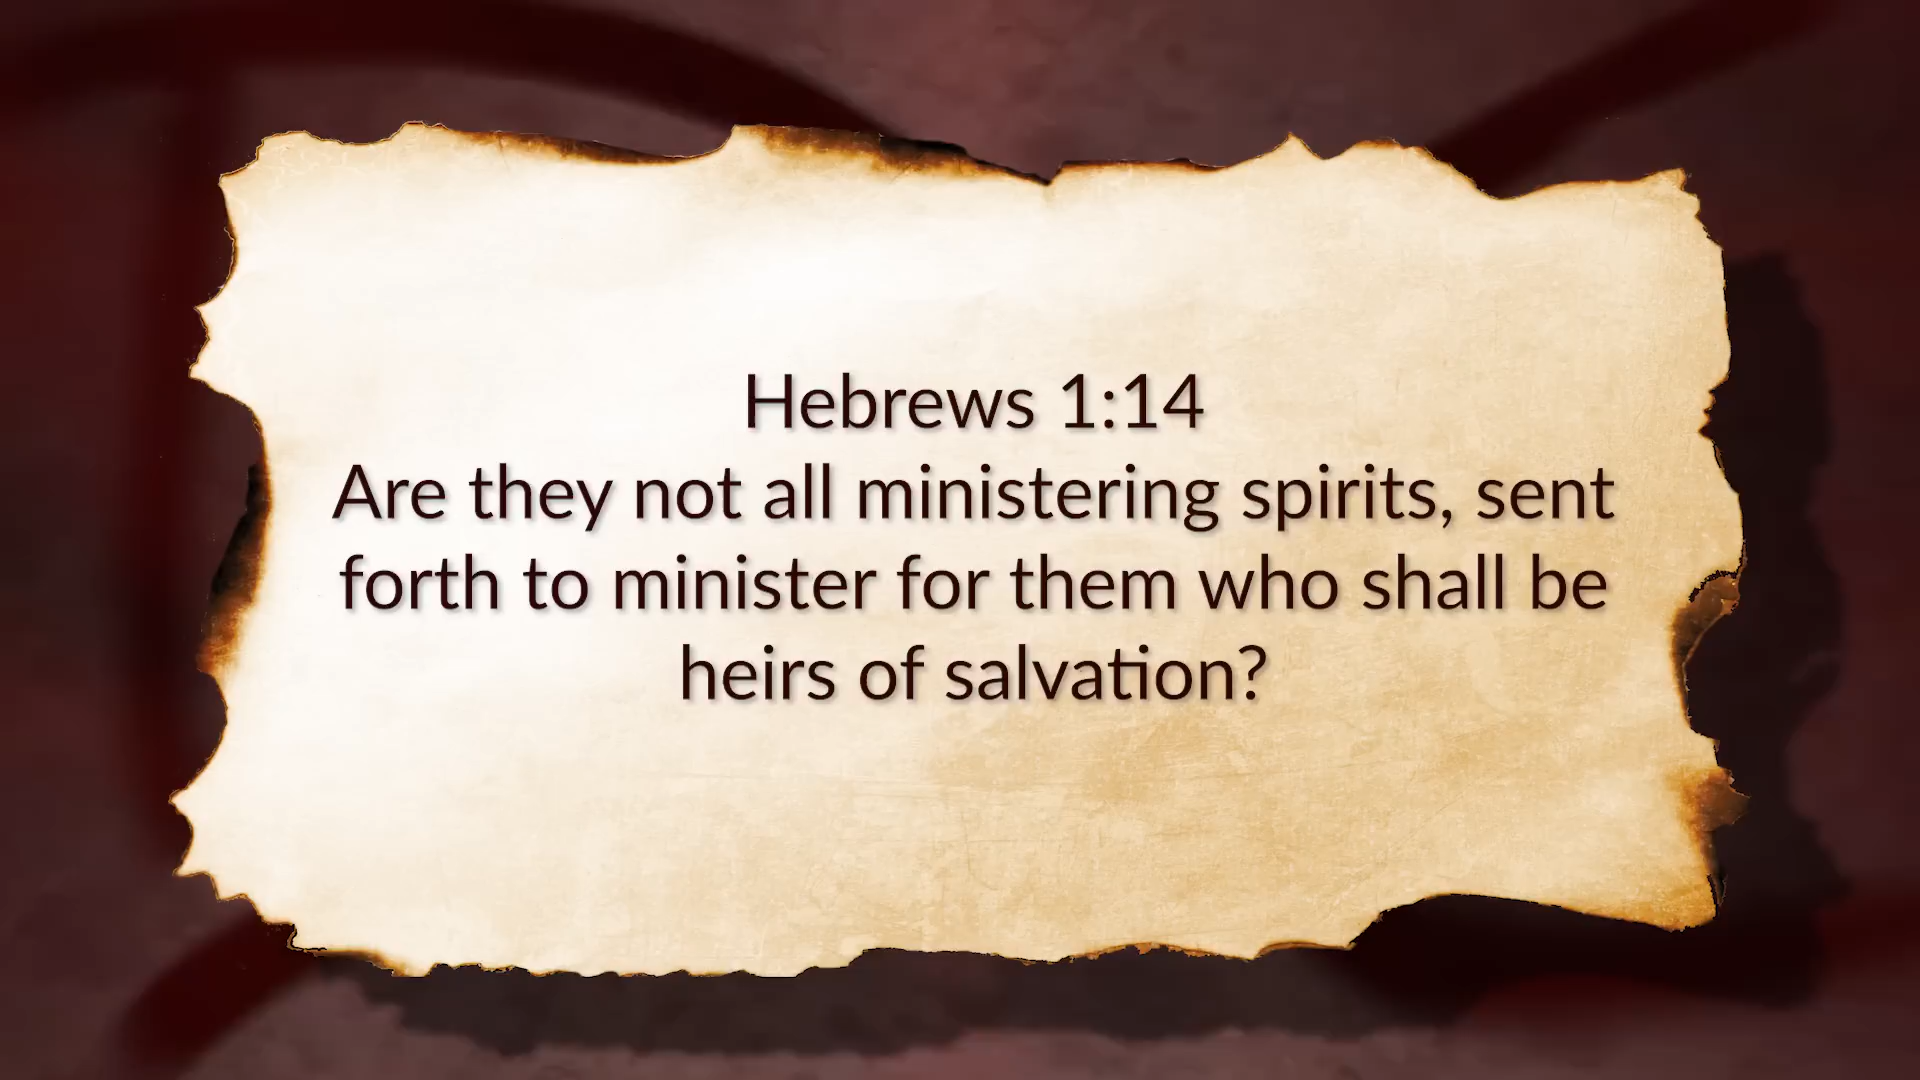 Hebrews 1:14
Are they not all ministering spirits, sent
forth to minister for them who shall be
heirs of salvation?